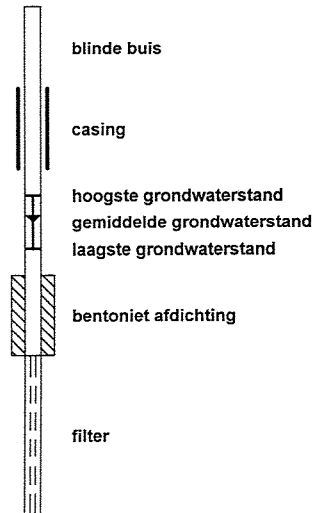 blinde buis
casing
hoogste grondwaterstand
gemiddelde grondwaterstand
laagste grondwaterstand
bentoniet afdichting
filter